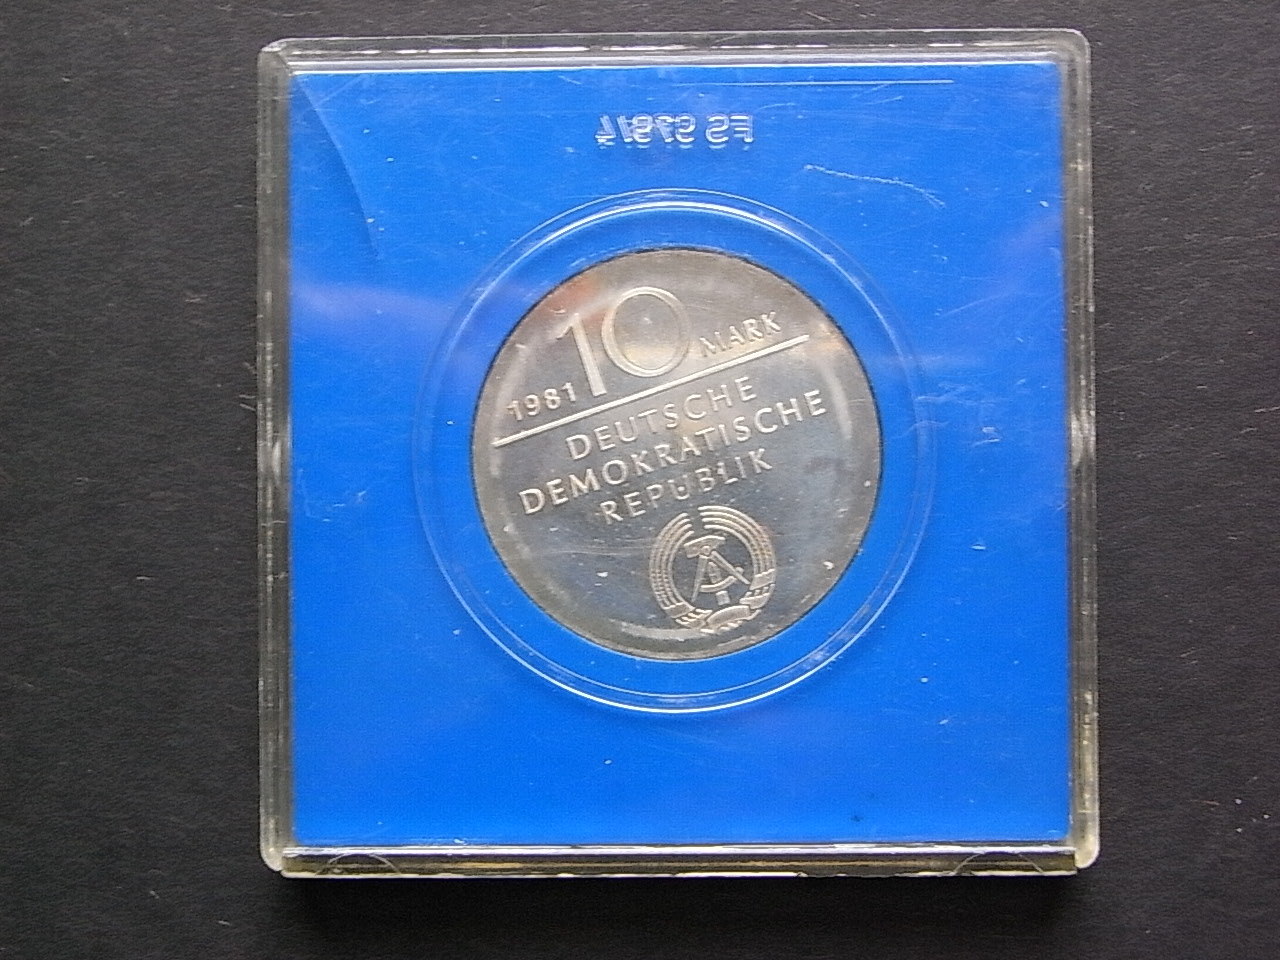 10 MARK
1981
DEUTSCHE
DEMOKRATISCHE
REPUBLIK